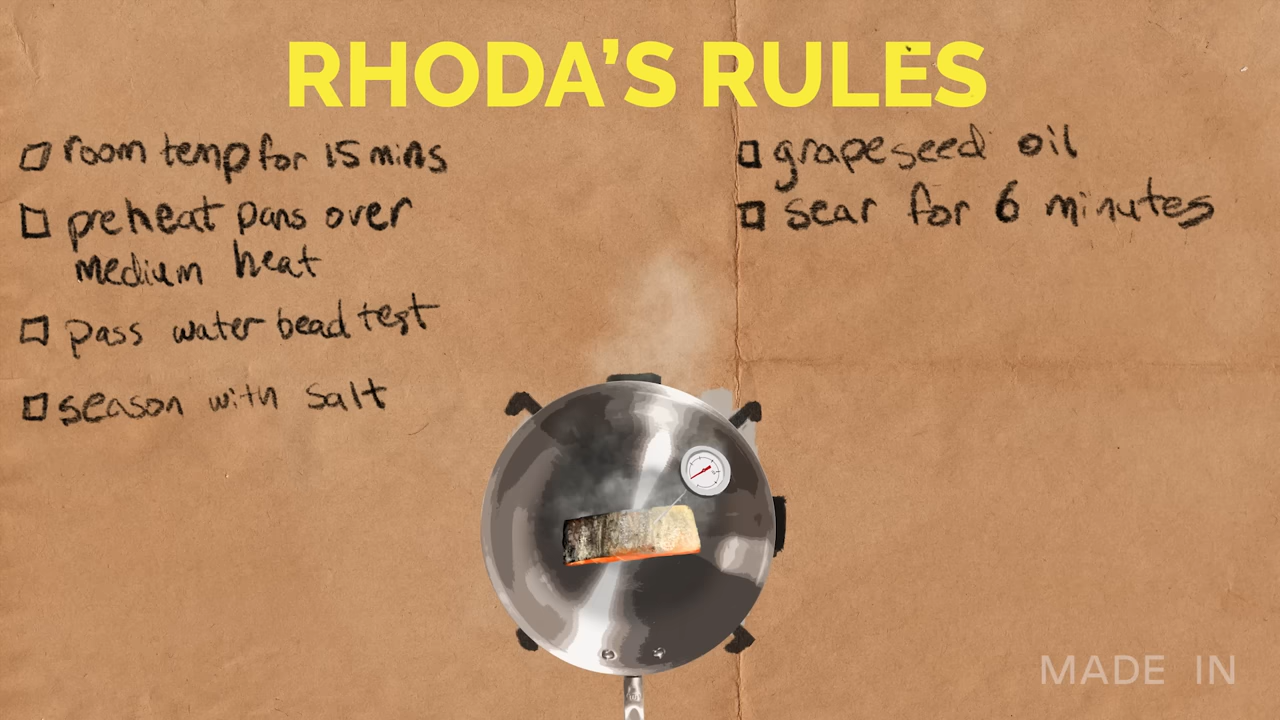 RHODA'S RULES
room temp for 15 mins
preheat pans over
medium heat
pass water bead test
season with salt
grapeseed oil
sear for 6 minutes
MADE IN